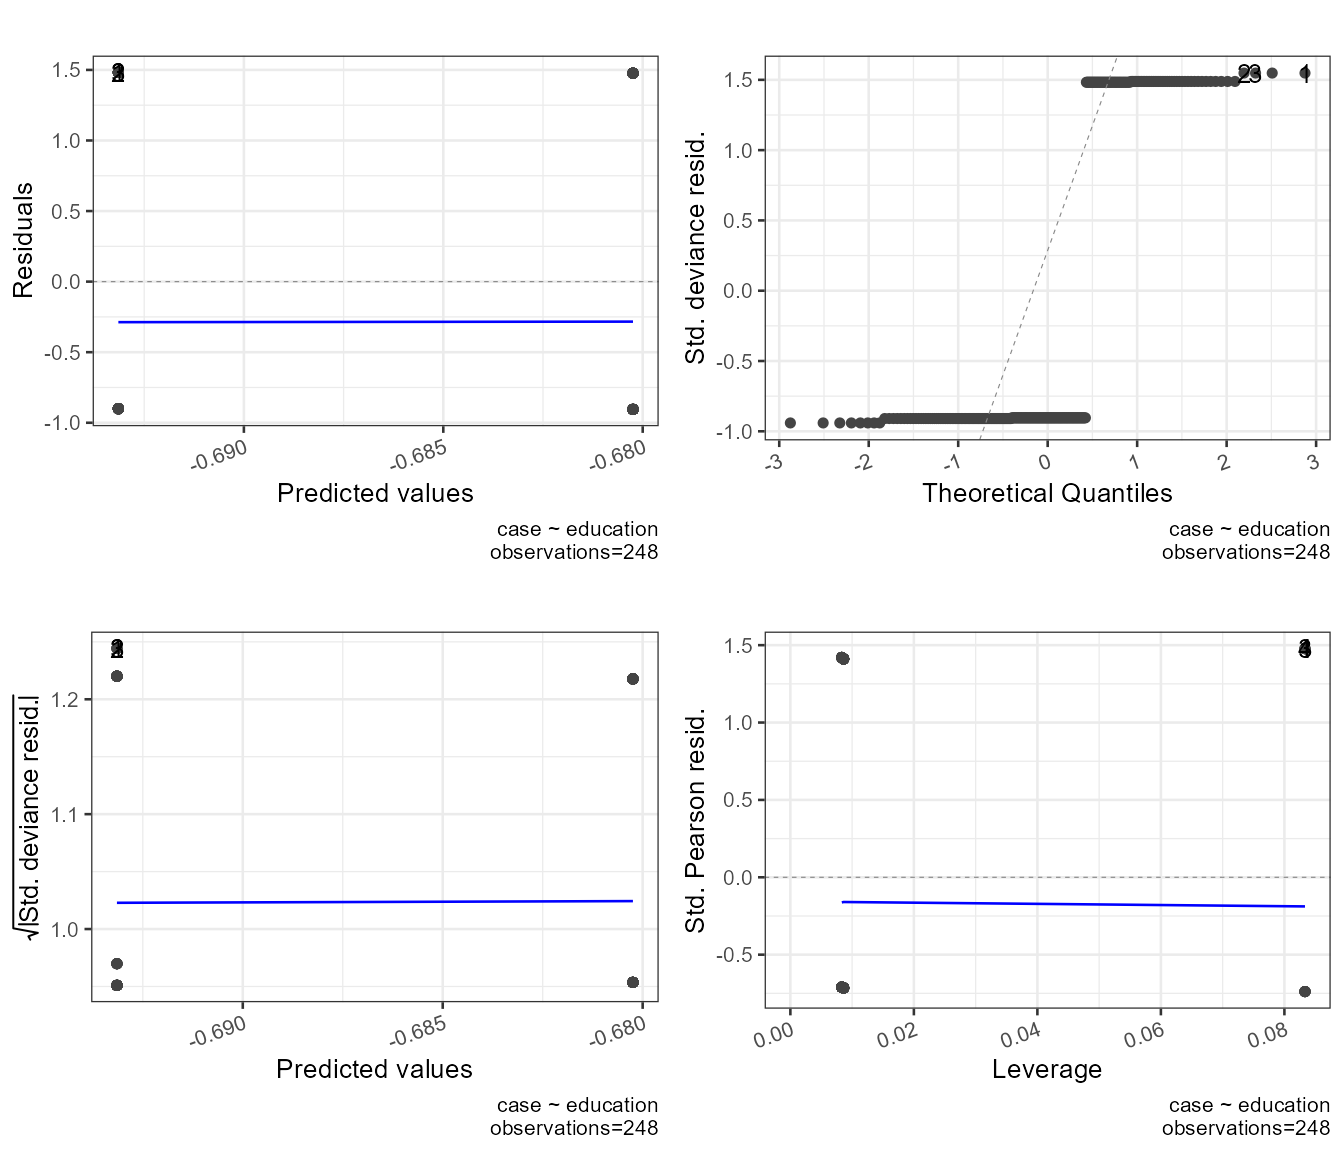 1.5
1.0
0.5
0.0
-0.5
-1.0
Residuals
-0.690
-0.685
-0.680
Predicted values
case ~ education
observations=248
1.5
1.0
0.5
0.0
-0.5
-1.0
Std. deviance resid.
1
-3
-2
-1
0
1
2
3
Theoretical Quantiles
case ~ education
observations=248
1.2
1.1
1.0
√|Std. deviance resid.|
-0.690
-0.685
-0.680
Predicted values
case ~ education
observations=248
1.5
1.0
0.5
0.0
-0.5
Std. Pearson resid.
0.00
0.02
0.04
0.06
0.08
Leverage
case ~ education
observations=248